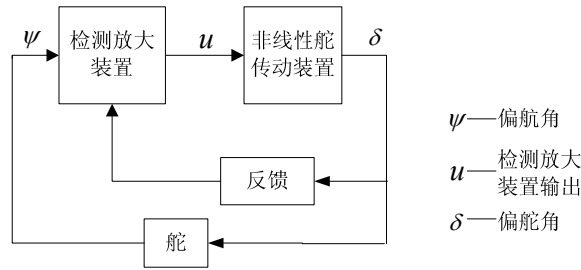 ψ 检测放大 u 非线性舵 δ
装置 传动装置
ψ—偏航角
反馈
u—检测放大
装置输出
舵
δ—偏舵角